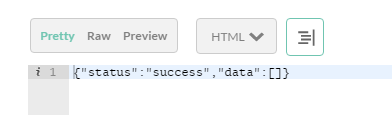 Pretty Raw Preview HTML
i 1 {"status":"success","data":[]}